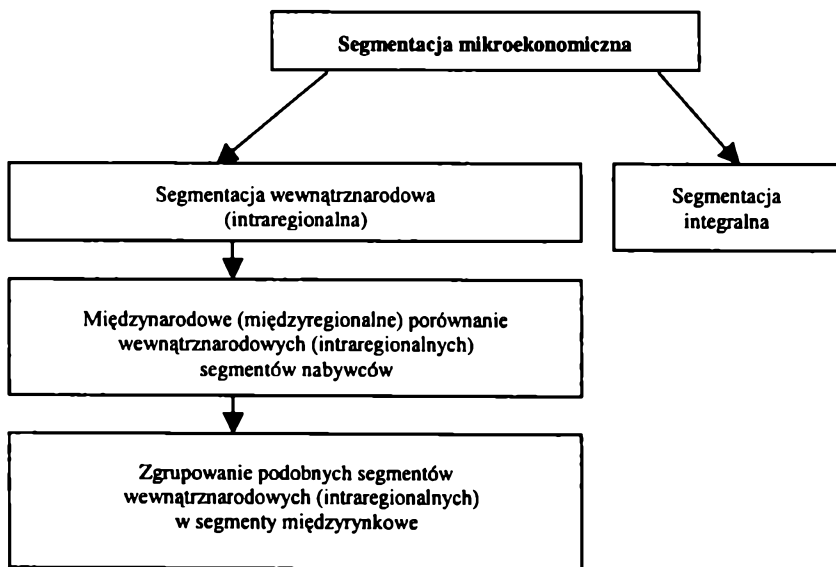 Segmentacja mikroekonomiczna
Segmentacja wewnątrznarodowa
(intraregionalna)
Segmentacja
integralna
Międzynarodowe (międzyregionalne) porównanie
wewnątrznarodowych (intraregionalnych)
segmentów nabywców
Zgrupowanie podobnych segmentów
wewnątrznarodowych (intraregionalnych)
w segmenty międzyrynkowe